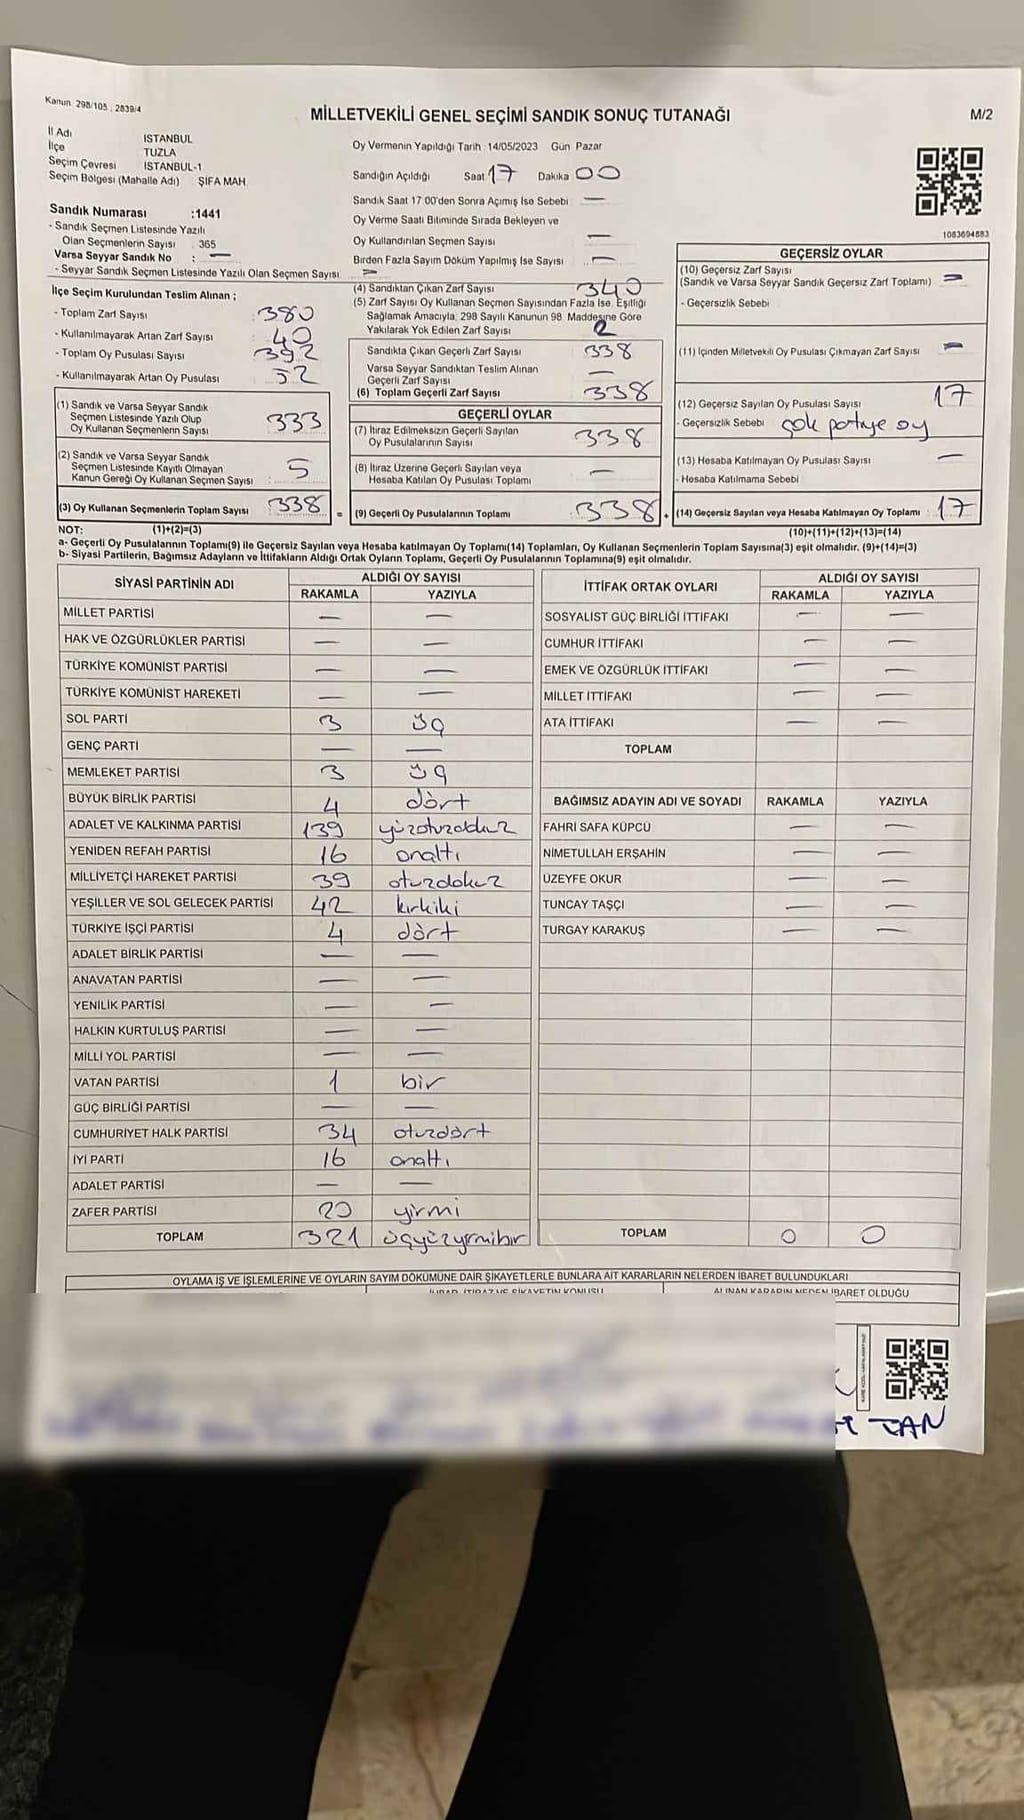 Kanun 298/105 , 2839/4
MİLLETVEKİLİ GENEL SEÇİMİ SANDIK SONUÇ TUTANAĞI
M/2
İl Adı ISTANBUL
İlçe TUZLA
Seçim Çevresi ISTANBUL-1
Seçim Bölgesi (Mahalle Adı) ŞIFA MAH.
Oy Vermenin Yapıldığı Tarih 14/05/2023 Gün Pazar
Sandığın Açıldığı Saat 17 Dakika 00
Sandık Saat 17 00'den Sonra Açımış İse Sebebi —
Oy Verme Saati Bitiminde Sırada Bekleyen ve
Oy Kullandırılan Seçmen Sayısı —
Birden Fazla Sayım Döküm Yapılmış İse Sayısı —
1083694883
Sandık Numarası :1441
- Sandık Seçmen Listesinde Yazılı
Olan Seçmenlerin Sayısı . 365
Varsa Seyyar Sandık No : —
- Seyyar Sandık Seçmen Listesinde Yazılı Olan Seçmen Sayısı —
İlçe Seçim Kurulundan Teslim Alınan ;
- Toplam Zarf Sayısı 380
- Kullanılmayarak Artan Zarf Sayısı 40
- Toplam Oy Pusulası Sayısı 392
- Kullanılmayarak Artan Oy Pusulası 52
(1) Sandık ve Varsa Seyyar Sandık
Seçmen Listesinde Yazılı Olup
Oy Kullanan Seçmenlerin Sayısı 333
(2) Sandık ve Varsa Seyyar Sandık
Seçmen Listesinde Kayıtlı Olmayan
Kanun Gereği Oy Kullanan Seçmen Sayısı : 5
(3) Oy Kullanan Seçmenlerin Toplam Sayısı 338
(4) Sandıktan Çıkan Zarf Sayısı 340
(5) Zarf Sayısı Oy Kullanan Seçmen Sayısından Fazla İse, Eşitliği
Sağlamak Amacıyla, 298 Sayılı Kanunun 98 Maddesine Göre
Yakılarak Yok Edilen Zarf Sayısı 2
Sandıkta Çıkan Geçerli Zarf Sayısı 338
Varsa Seyyar Sandıktan Teslim Alınan
Geçerli Zarf Sayısı —
(6) Toplam Geçerli Zarf Sayısı 338
GEÇERLİ OYLAR
(7) İtiraz Edilmeksizin Geçerli Sayılan
Oy Pusulalarının Sayısı 338
(8) İtiraz Üzerine Geçerli Sayılan veya
Hesaba Katılan Oy Pusulası Toplamı —
= (9) Geçerli Oy Pusulalarının Toplamı 338 +
GEÇERSİZ OYLAR
(10) Geçersiz Zarf Sayısı
(Sandık ve Varsa Seyyar Sandık Geçersiz Zarf Toplamı) —
- Geçersizlik Sebebi
(11) İçinden Milletvekili Oy Pusulası Çıkmayan Zarf Sayısı —
(12) Geçersiz Sayılan Oy Pusulası Sayısı 17
- Geçersizlik Sebebi çok partiye oy
(13) Hesaba Katılmayan Oy Pusulası Sayısı —
- Hesaba Katılmama Sebebi
(14) Geçersiz Sayılan veya Hesaba Katılmayan Oy Toplamı : 17
NOT: (1)+(2)=(3) (10)+(11)+(12)+(13)=(14)
a- Geçerli Oy Pusulalarının Toplamı(9) ile Geçersiz Sayılan veya Hesaba katılmayan Oy Toplamı(14) Toplamları, Oy Kullanan Seçmenlerin Toplam Sayısına(3) eşit olmalıdır. (9)+(14)=(3)
b- Siyasi Partilerin, Bağımsız Adayların ve İttifakların Aldığı Ortak Oyların Toplamı, Geçerli Oy Pusulalarının Toplamına(9) eşit olmalıdır.
SİYASİ PARTİNİN ADI ALDIĞI OY SAYISI
RAKAMLA YAZIYLA
MİLLET PARTİSİ — —
HAK VE ÖZGÜRLÜKLER PARTİSİ — —
TÜRKİYE KOMÜNİST PARTİSİ — —
TÜRKİYE KOMÜNİST HAREKETİ — —
SOL PARTİ 3 üç
GENÇ PARTİ — —
MEMLEKET PARTİSİ 3 üç
BÜYÜK BİRLİK PARTİSİ 4 dört
ADALET VE KALKINMA PARTİSİ 139 yüzotuzdokuz
YENİDEN REFAH PARTİSİ 16 onaltı
MİLLİYETÇİ HAREKET PARTİSİ 39 otuzdokuz
YEŞİLLER VE SOL GELECEK PARTİSİ 42 kırkiki
TÜRKİYE İŞÇİ PARTİSİ 4 dört
ADALET BİRLİK PARTİSİ — —
ANAVATAN PARTİSİ — —
YENİLİK PARTİSİ — —
HALKIN KURTULUŞ PARTİSİ — —
MİLLİ YOL PARTİSİ — —
VATAN PARTİSİ 1 bir
GÜÇ BİRLİĞİ PARTİSİ — —
CUMHURİYET HALK PARTİSİ 34 otuzdört
İYİ PARTİ 16 onaltı
ADALET PARTİSİ — —
ZAFER PARTİSİ 20 yirmi
TOPLAM 321 üçyüzyirmibir
İTTİFAK ORTAK OYLARI ALDIĞI OY SAYISI
RAKAMLA YAZIYLA
SOSYALİST GÜÇ BİRLİĞİ İTTİFAKI — —
CUMHUR İTTİFAKI — —
EMEK VE ÖZGÜRLÜK İTTİFAKI — —
MİLLET İTTİFAKI — —
ATA İTTİFAKI — —
TOPLAM
BAĞIMSIZ ADAYIN ADI VE SOYADI RAKAMLA YAZIYLA
FAHRİ SAFA KÜPCÜ — —
NİMETULLAH ERŞAHİN — —
ÜZEYFE OKUR — —
TUNCAY TAŞÇI — —
TURGAY KARAKUŞ — —
TOPLAM 0 0
OYLAMA İŞ VE İŞLEMLERİNE VE OYLARIN SAYIM DÖKÜMÜNE DAİR ŞİKAYETLERLE BUNLARA AİT KARARLARIN NELERDEN İBARET BULUNDUKLARI
ALINAN KARARIN NEDEN İBARET OLDUĞU